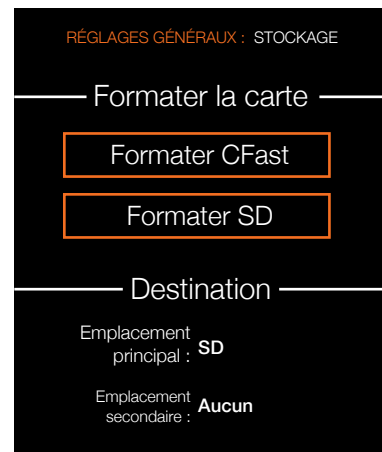 RÉGLAGES GÉNÉRAUX : STOCKAGE
Formater la carte
Formater CFast
Formater SD
Destination
Emplacement
principal : SD
Emplacement
secondaire : Aucun